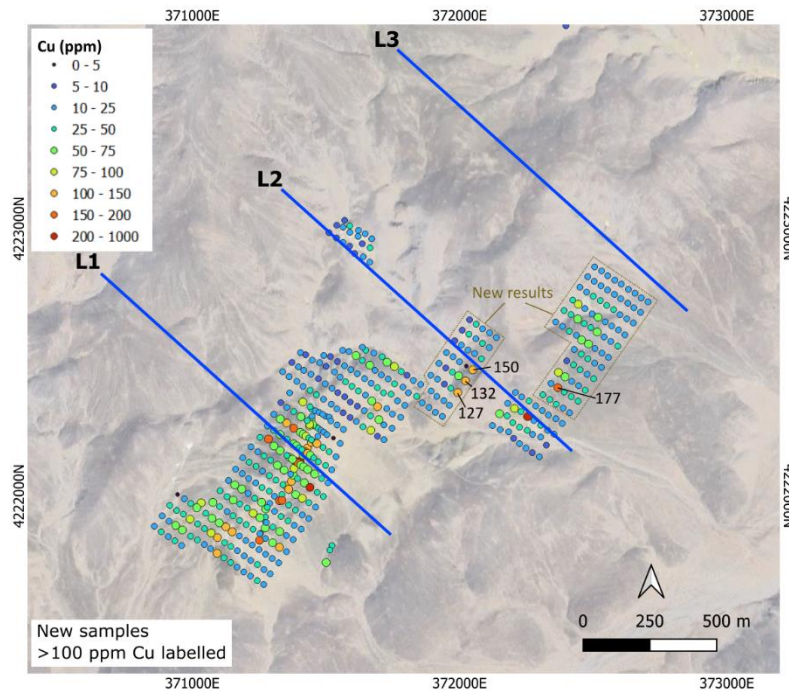 371000E 372000E 373000E
Cu (ppm)
0 - 5
5 - 10
10 - 25
25 - 50
50 - 75
75 - 100
100 - 150
150 - 200
200 - 1000
L3
L2
L1
4223000N
4223000N
New results
150
132
127
177
4222000N
4222000N
New samples
>100 ppm Cu labelled
0 250 500 m
371000E 372000E 373000E